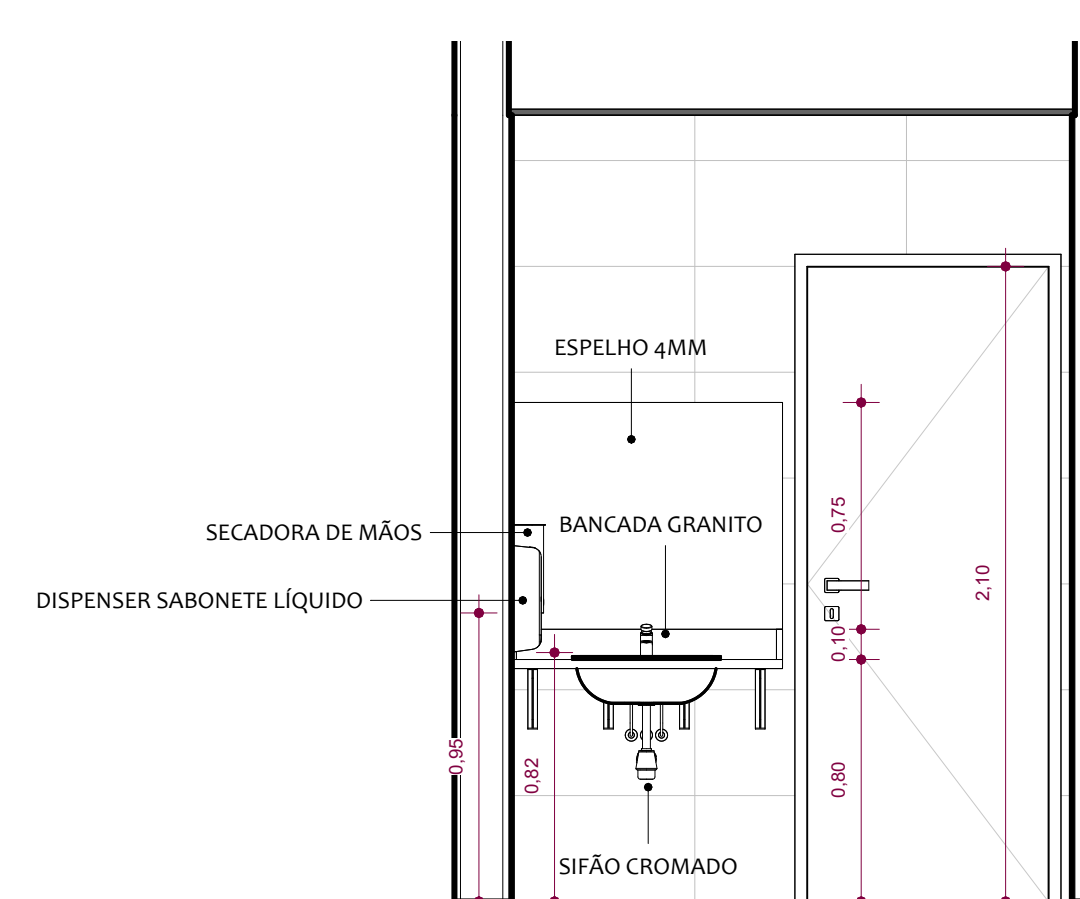 ESPELHO 4MM
0,75
BANCADA GRANITO
SECADORA DE MÃOS
2,10
DISPENSER SABONETE LÍQUIDO
0,10
0,95
0,82
0,80
SIFÃO CROMADO